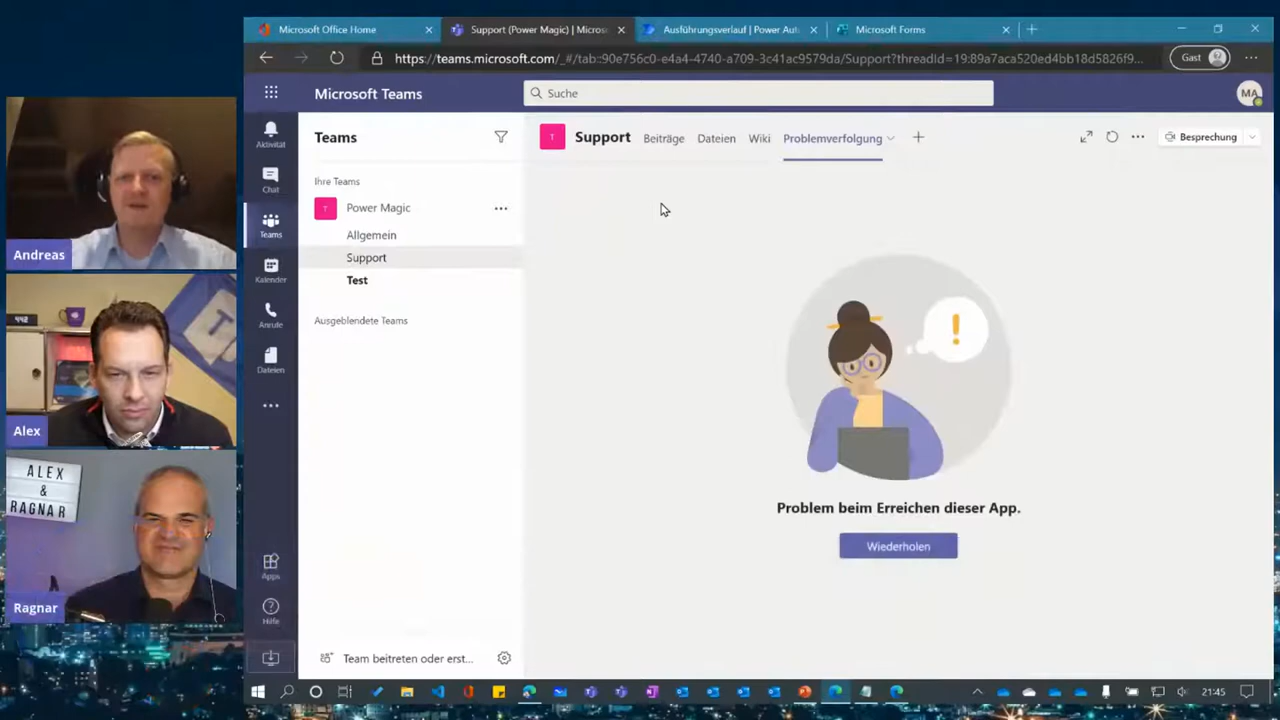 Microsoft Office Home
Support (Power Magic) | Micros
Ausführungsverlauf | Power Aut
Microsoft Forms
https://teams.microsoft.com/_#/tab::90e756c0-e4a4-4740-a709-3c41ac9579da/Support?threadId=19:89a7aca520ed4bb18d5826f9...
Gast
Microsoft Teams
Suche
MA
Aktivität
Chat
Teams
Kalender
Anrufe
Dateien
Apps
Hilfe
Teams
Ihre Teams
T
Power Magic
Allgemein
Support
Test
Ausgeblendete Teams
Team beitreten oder erst...
T
Support
Beiträge
Dateien
Wiki
Problemverfolgung
Besprechung
Problem beim Erreichen dieser App.
Wiederholen
Andreas
442
T
Alex
ALEX
&
RAGNAR
Ragnar
21:45